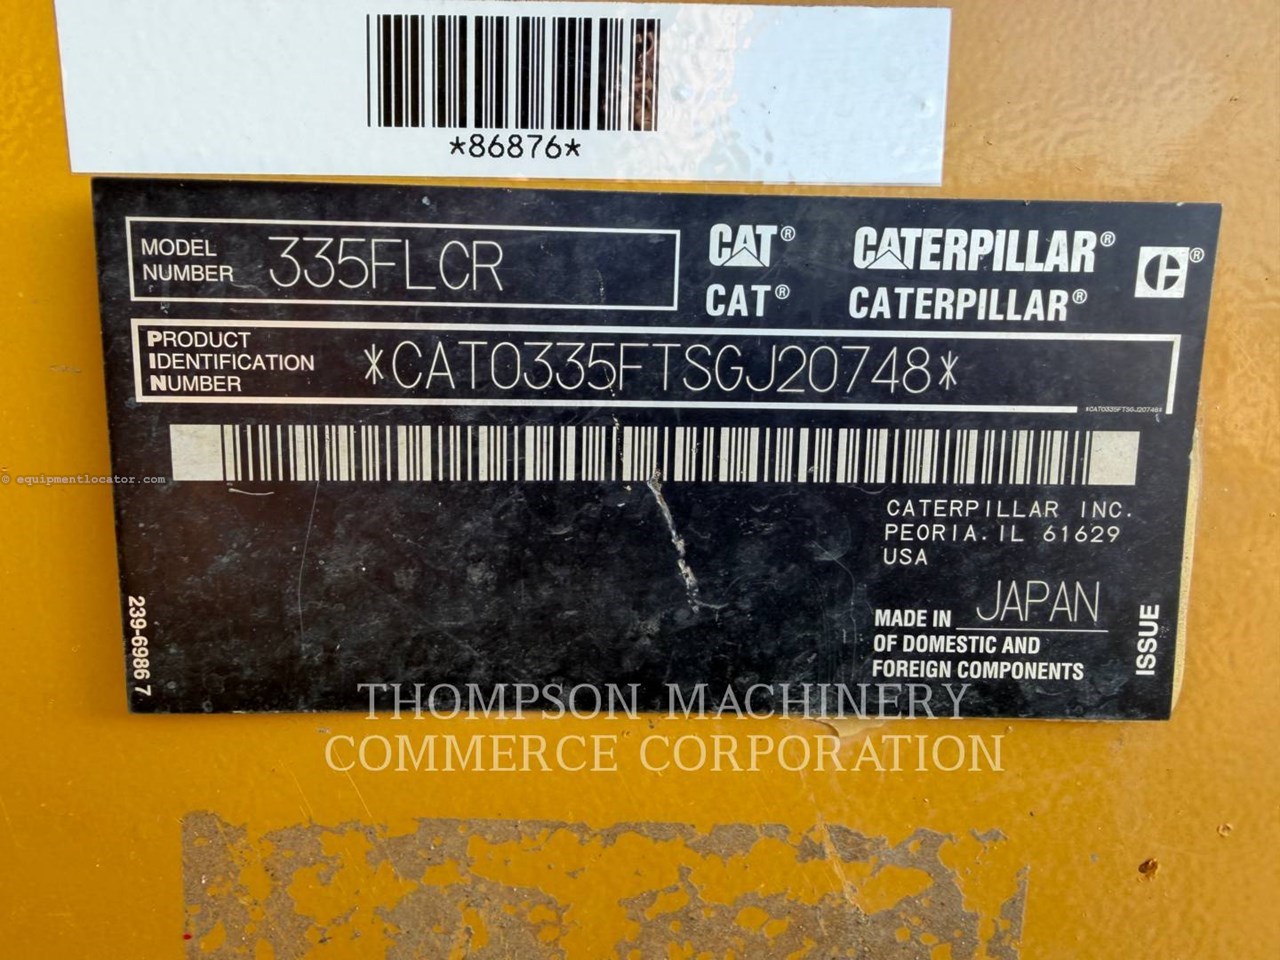 *86876*
MODEL NUMBER 335FLCR
CAT® CATERPILLAR®
CAT® CATERPILLAR®
PRODUCT
IDENTIFICATION
NUMBER
*CAT0335FTSGJ20748*
*CAT0335FTSGJ20748*
© equipmentlocator.com
CATERPILLAR INC.
PEORIA. IL 61629
USA
MADE IN JAPAN
OF DOMESTIC AND
FOREIGN COMPONENTS
ISSUE
239-6986 7
THOMPSON MACHINERY
COMMERCE CORPORATION